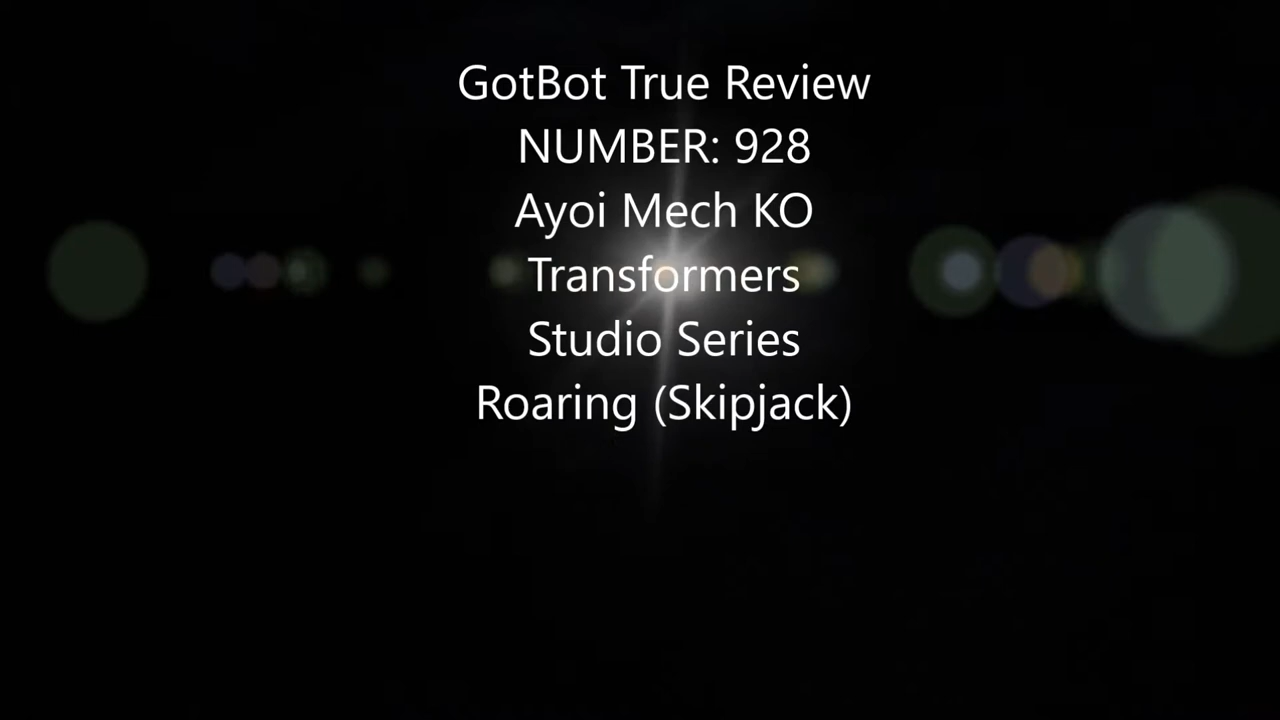 GotBot True Review
NUMBER: 928
Ayoi Mech KO
Transformers
Studio Series
Roaring (Skipjack)